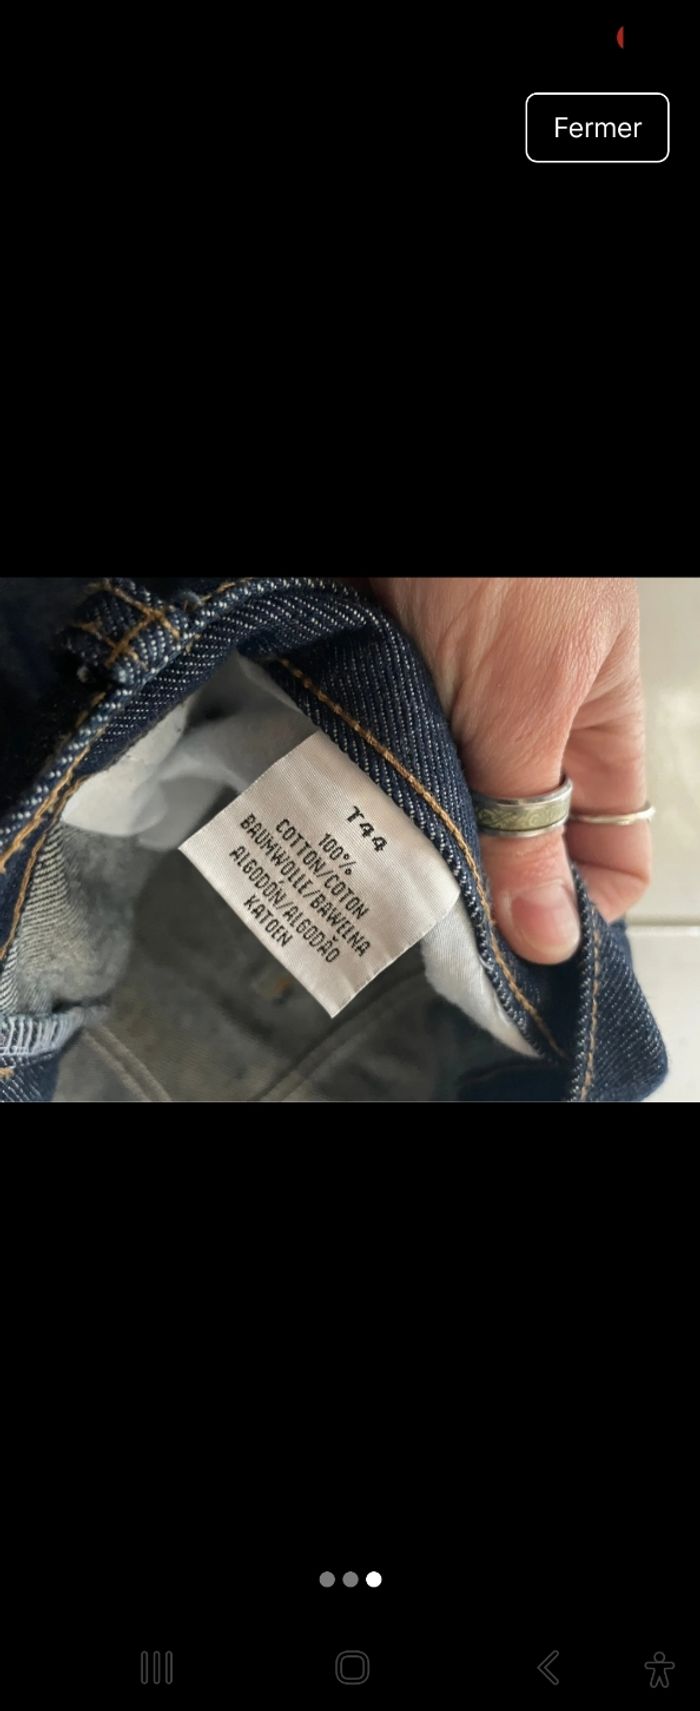 Fermer
T44
100%
COTTON/COTON
BAUMWOLLE/BAWEŁNA
ALGODÓN/ALGODÃO
KATOEN